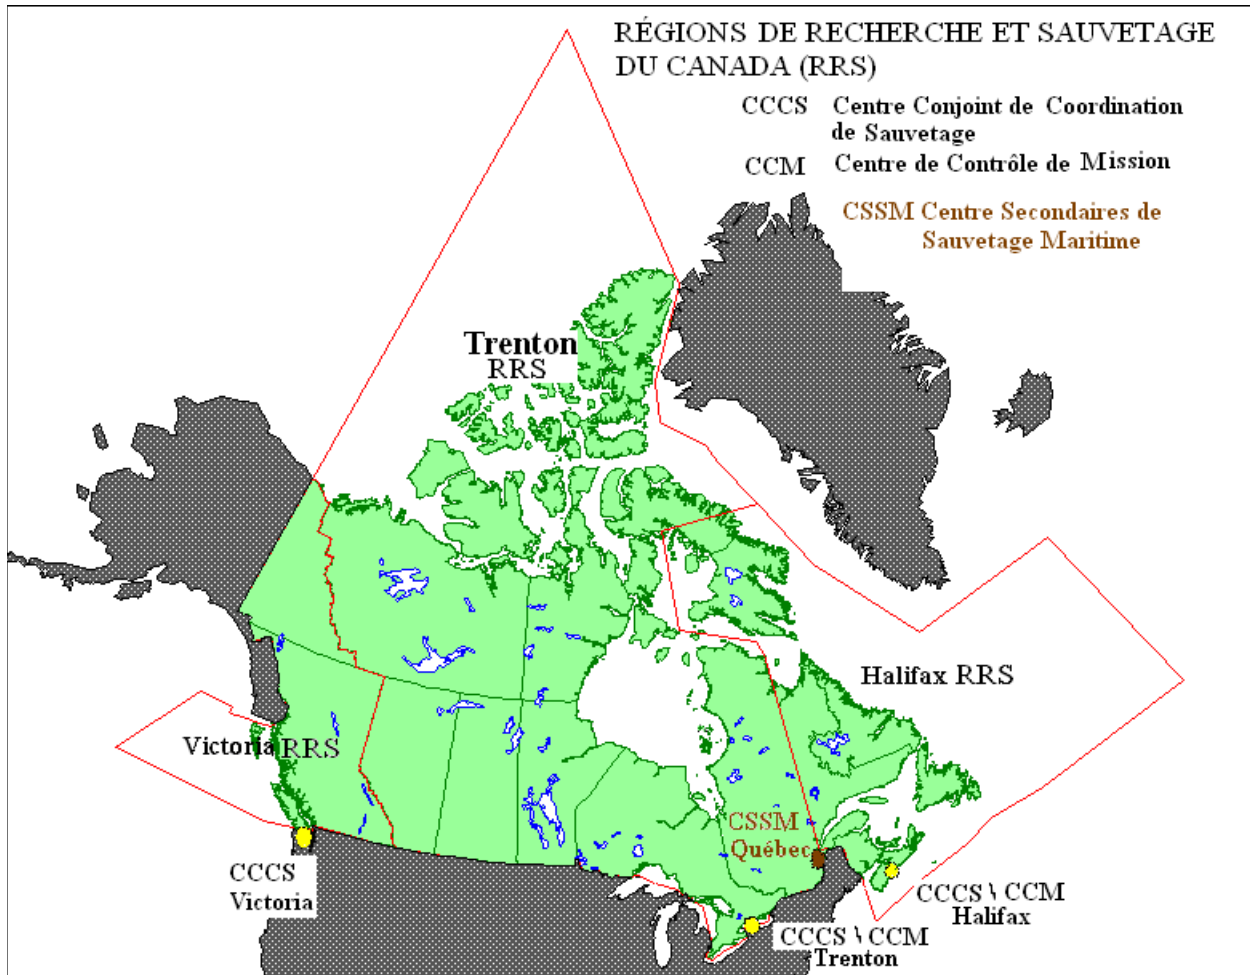 RÉGIONS DE RECHERCHE ET SAUVETAGE
DU CANADA (RRS)
CCCS Centre Conjoint de Coordination
de Sauvetage
CCM Centre de Contrôle de Mission
CSSM Centre Secondaires de
Sauvetage Maritime
Trenton
RRS
Halifax RRS
Victoria RRS
CSSM
Québec
CCCS
Victoria
CCCS \ CCM
Halifax
CCCS \ CCM
Trenton